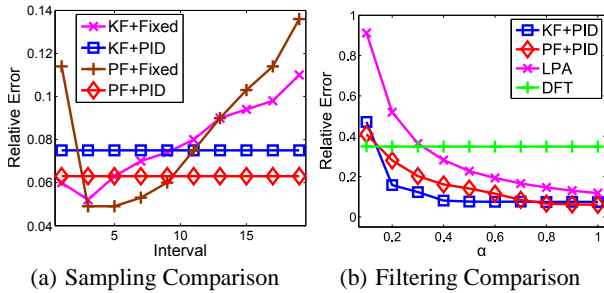 0.14
0.12
0.1
0.08
0.06
0.04
Relative Error
KF+Fixed
KF+PID
PF+Fixed
PF+PID
5
10
15
Interval
(a) Sampling Comparison
1
0.8
0.6
0.4
0.2
0
Relative Error
KF+PID
PF+PID
LPA
DFT
0.2
0.4
0.6
0.8
1
α
(b) Filtering Comparison